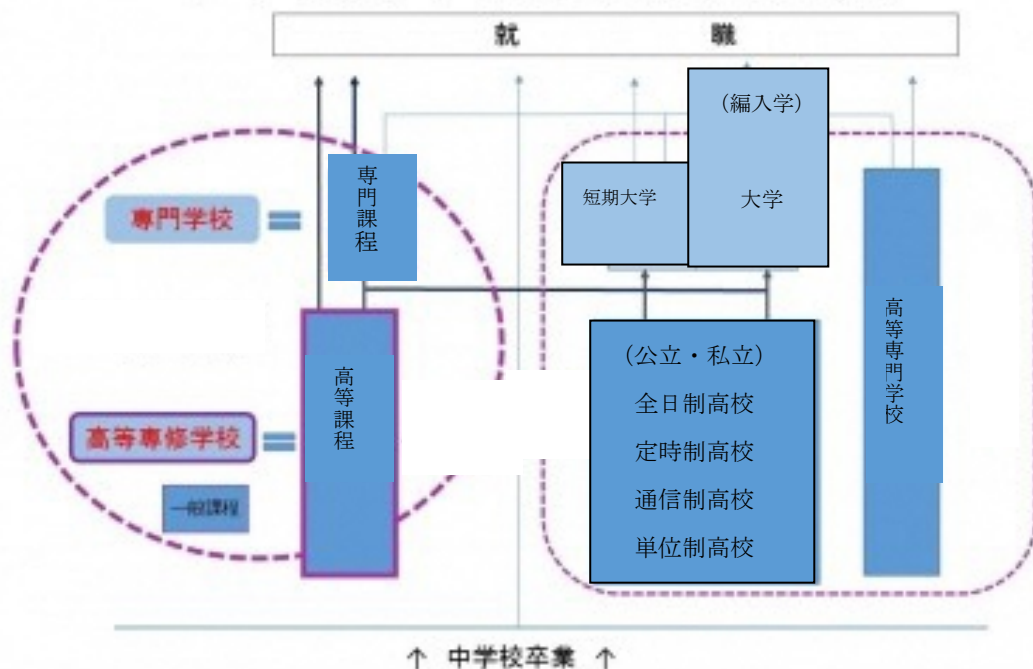 就 職
(編入学)
専門課程
専門学校
短期大学
大学
高等専門学校
(公立・私立)
高等課程
全日制高校
高等専修学校
定時制高校
一般課程
通信制高校
単位制高校
↑ 中学校卒業 ↑